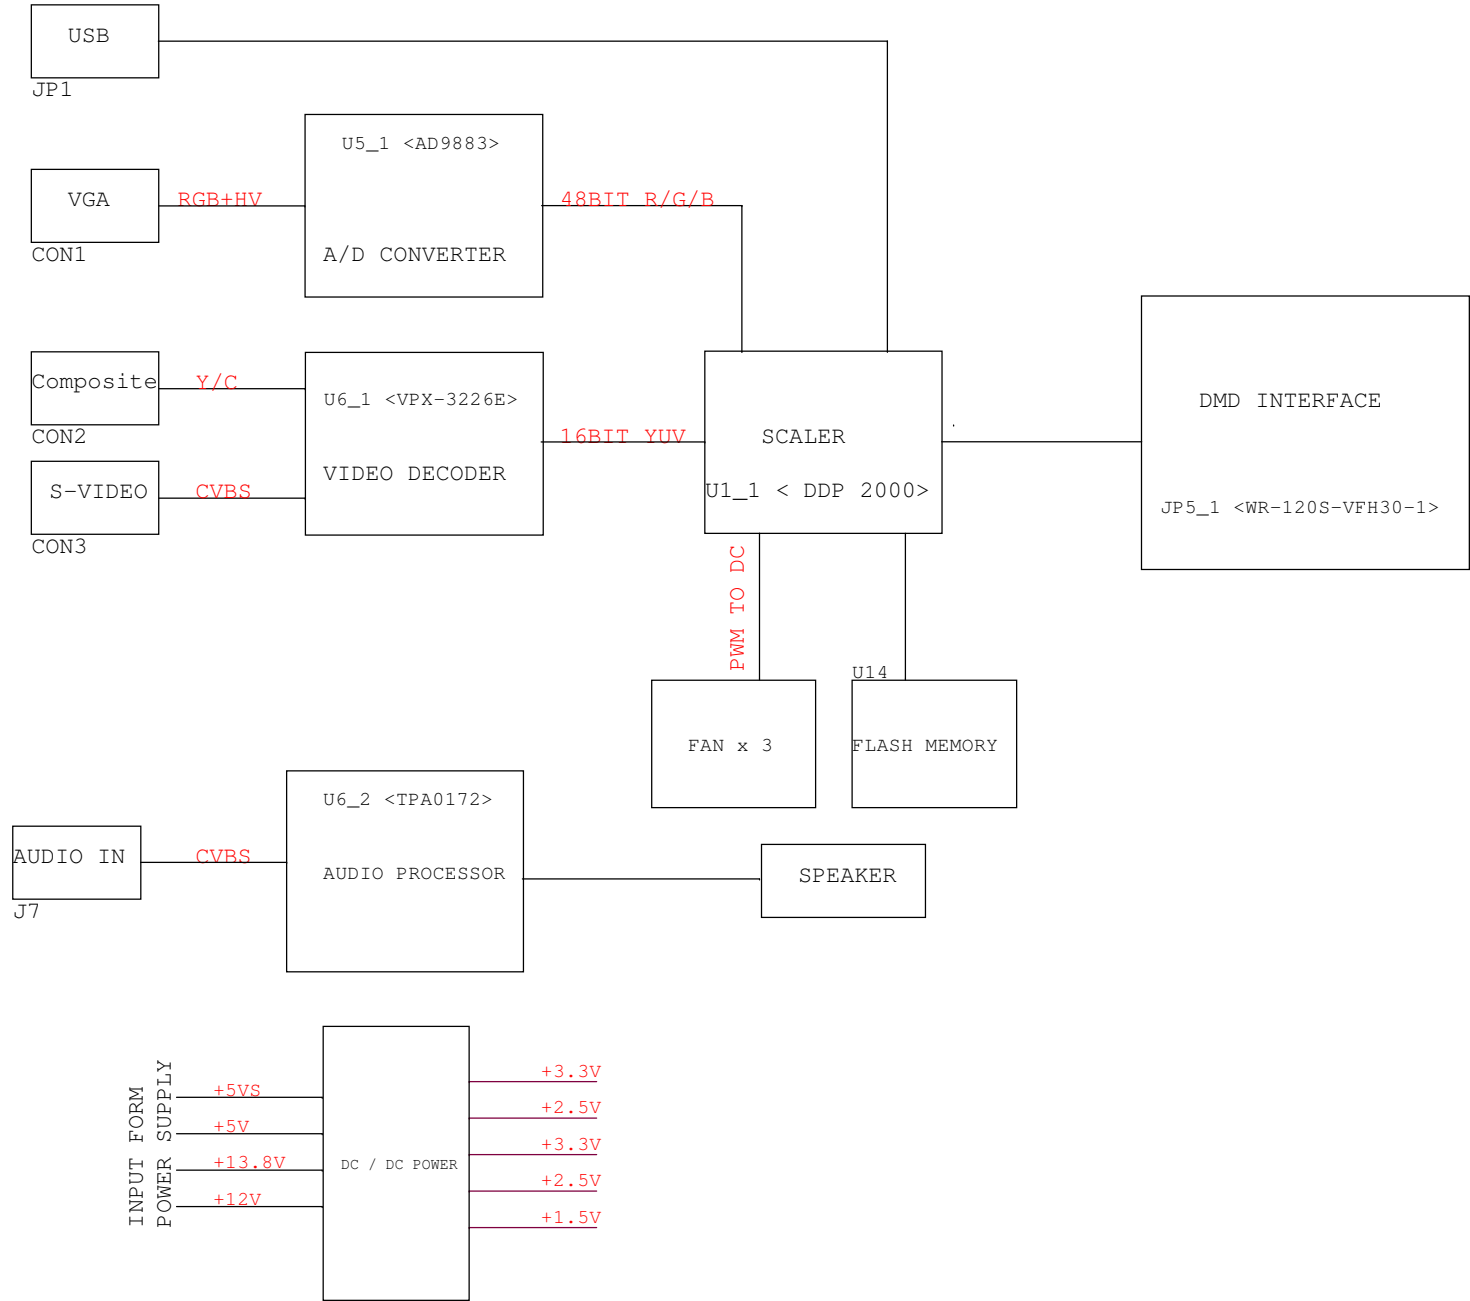 USB
JP1
U5_1 <AD9883>
VGA
RGB+HV
48BIT R/G/B
CON1
A/D CONVERTER
Composite
Y/C
U6_1 <VPX-3226E>
CON2
16BIT YUV
VIDEO DECODER
S-VIDEO
CVBS
CON3
SCALER
U1_1 < DDP 2000>
DMD INTERFACE
JP5_1 <WR-120S-VFH30-1>
PWM TO DC
U14
FAN x 3
FLASH MEMORY
U6_2 <TPA0172>
AUDIO IN
CVBS
AUDIO PROCESSOR
SPEAKER
J7
INPUT FORM
POWER SUPPLY
+5VS
+5V
+13.8V
+12V
DC / DC POWER
+3.3V
+2.5V
+3.3V
+2.5V
+1.5V